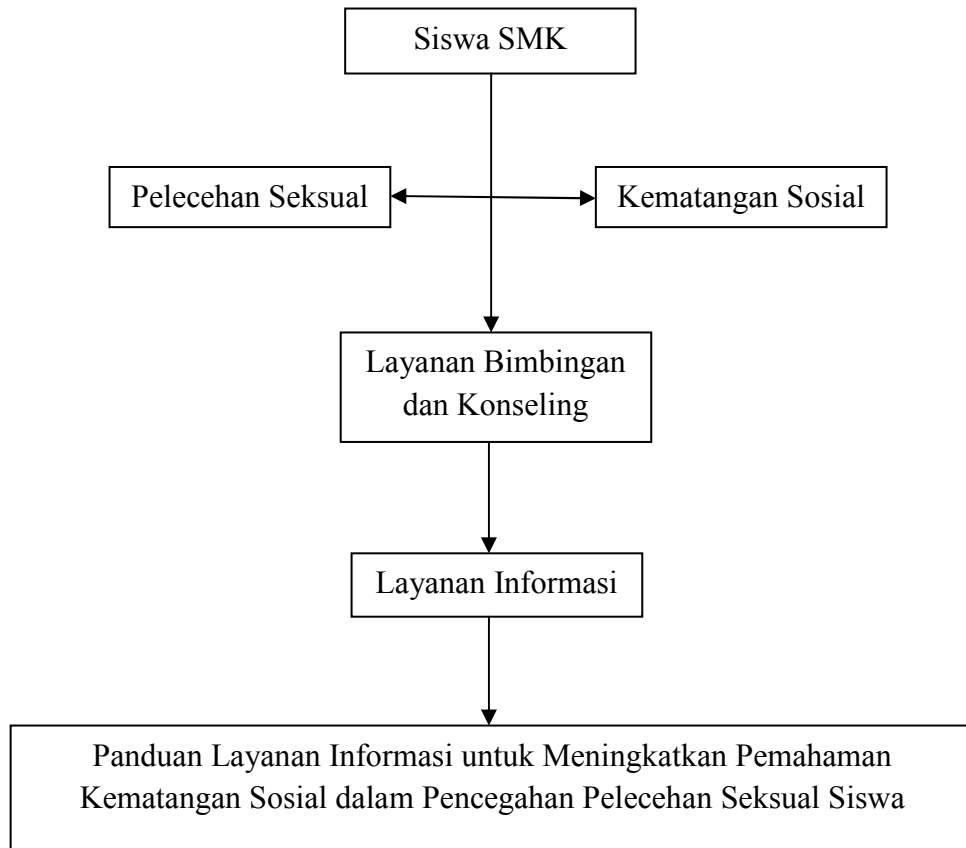 Siswa SMK
Pelecehan Seksual
Kematangan Sosial
Layanan Bimbingan
dan Konseling
Layanan Informasi
Panduan Layanan Informasi untuk Meningkatkan Pemahaman
Kematangan Sosial dalam Pencegahan Pelecehan Seksual Siswa